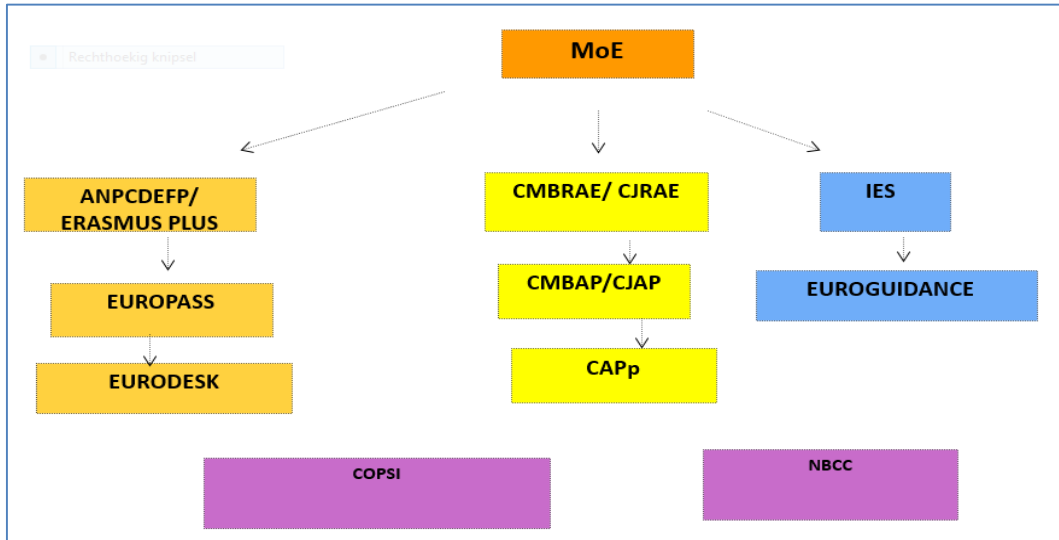 MoE
Rechthoekig knipsel
ANPCDEFP/
ERASMUS PLUS
CMBRAE/ CJRAE
IES
CMBAP/CJAP
EUROGUIDANCE
EUROPASS
CAPp
EURODESK
COPSI
NBCC